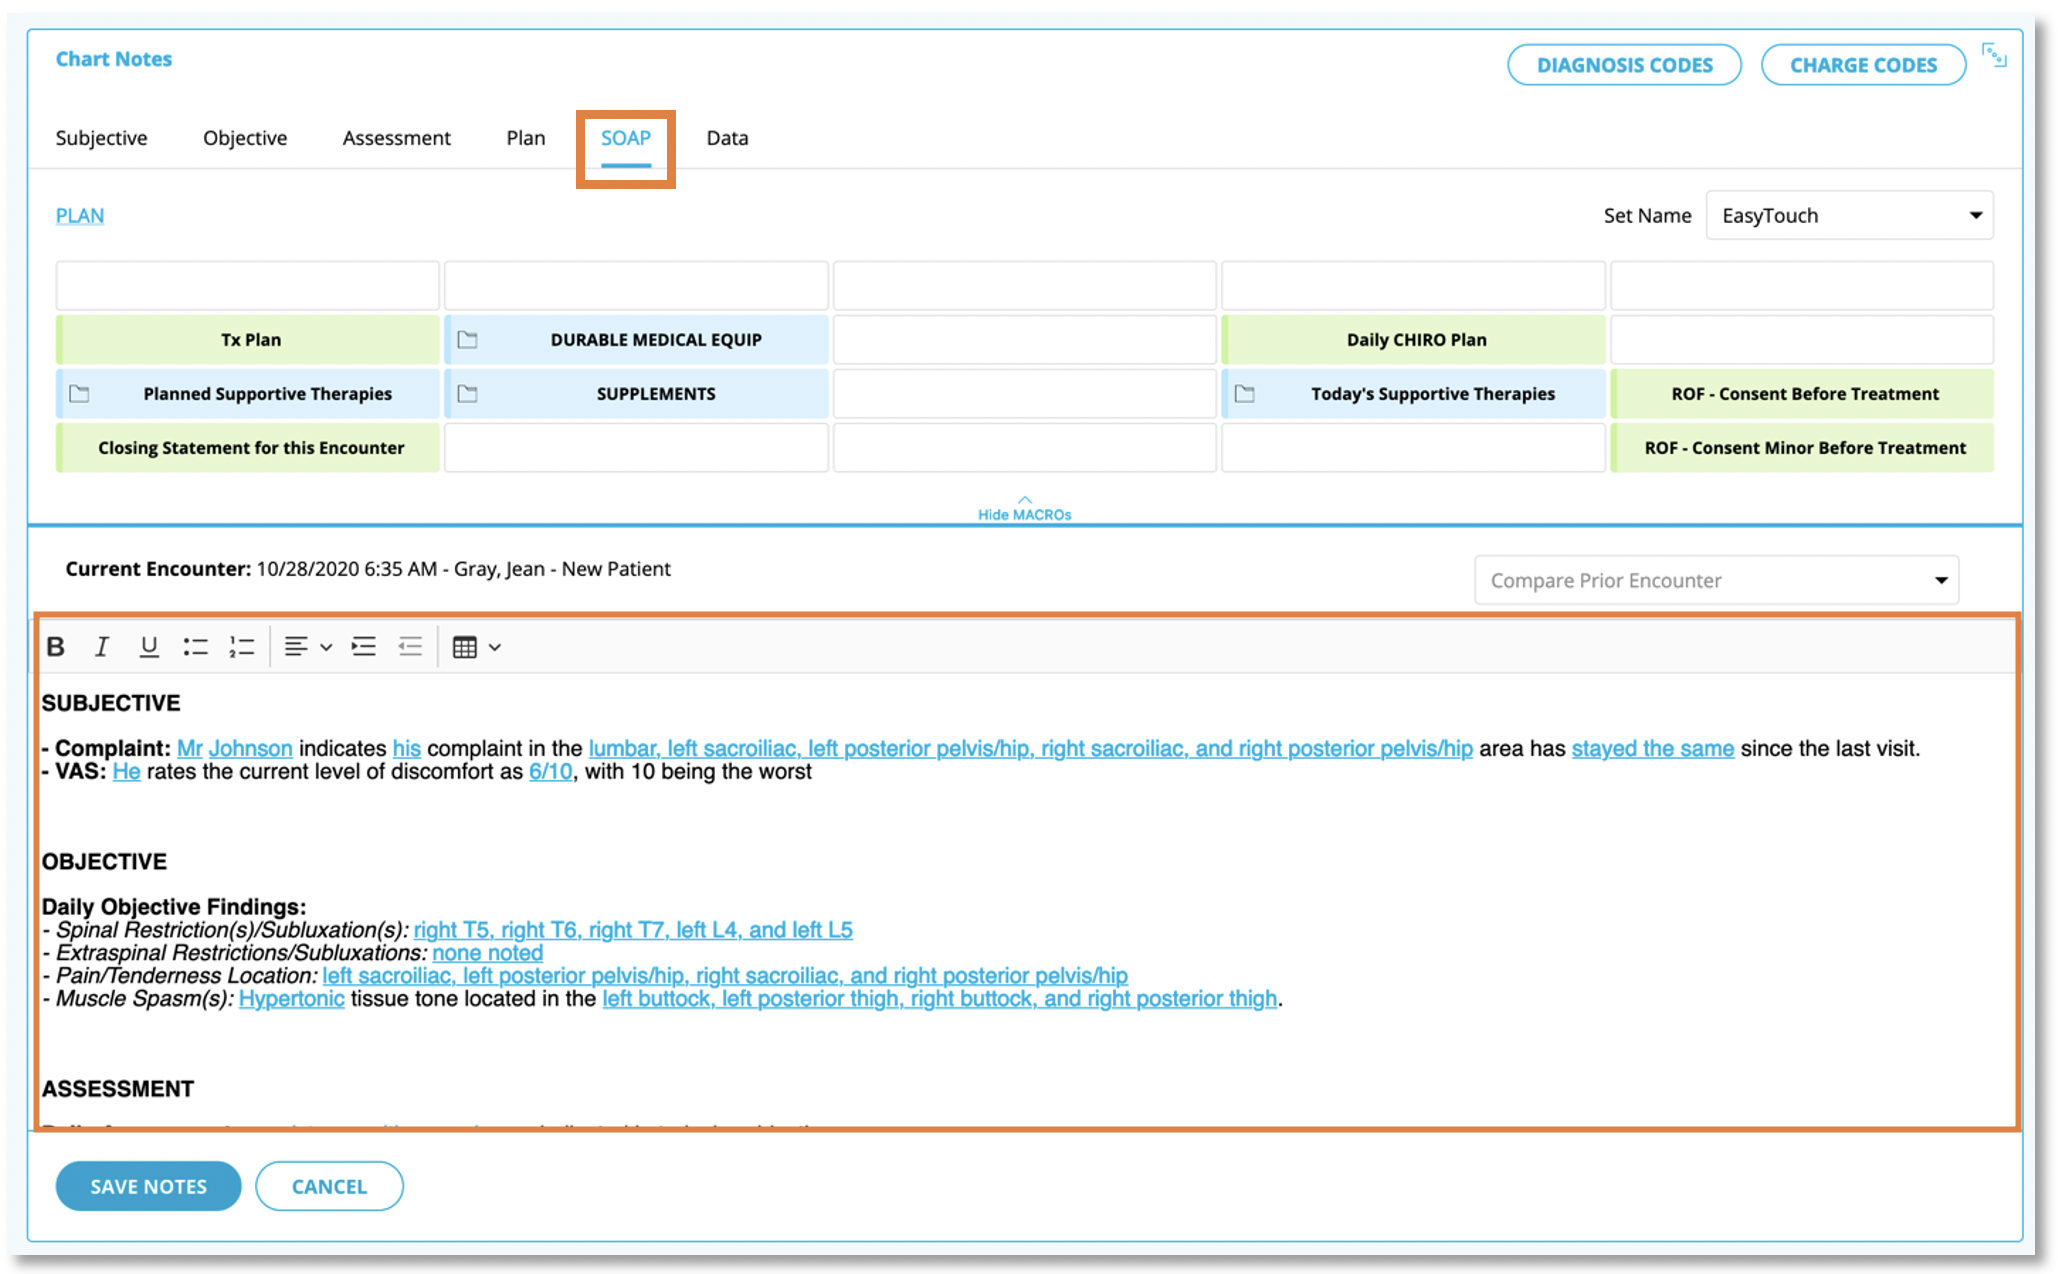 Chart Notes
DIAGNOSIS CODES
CHARGE CODES
Subjective
Objective
Assessment
Plan
SOAP
Data
PLAN
Set Name
EasyTouch
Tx Plan
DURABLE MEDICAL EQUIP
Daily CHIRO Plan
Planned Supportive Therapies
SUPPLEMENTS
Today's Supportive Therapies
ROF - Consent Before Treatment
Closing Statement for this Encounter
ROF - Consent Minor Before Treatment
Hide MACROs
Current Encounter: 10/28/2020 6:35 AM - Gray, Jean - New Patient
Compare Prior Encounter
B I U
SUBJECTIVE
- Complaint: Mr Johnson indicates his complaint in the lumbar, left sacroiliac, left posterior pelvis/hip, right sacroiliac, and right posterior pelvis/hip area has stayed the same since the last visit.
- VAS: He rates the current level of discomfort as 6/10, with 10 being the worst
OBJECTIVE
Daily Objective Findings:
- Spinal Restriction(s)/Subluxation(s): right T5, right T6, right T7, left L4, and left L5
- Extraspinal Restrictions/Subluxations: none noted
- Pain/Tenderness Location: left sacroiliac, left posterior pelvis/hip, right sacroiliac, and right posterior pelvis/hip
- Muscle Spasm(s): Hypertonic tissue tone located in the left buttock, left posterior thigh, right buttock, and right posterior thigh.
ASSESSMENT
SAVE NOTES
CANCEL